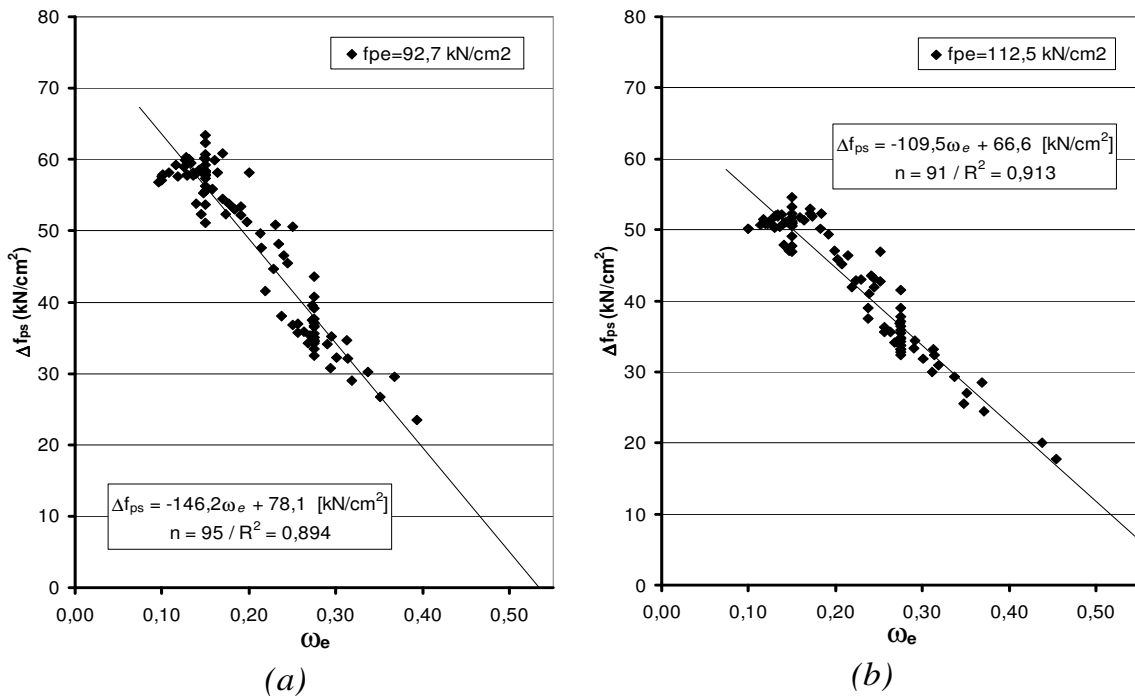 80
70
60
50
40
30
20
10
0
Δfps (kN/cm²)
fpe=92,7 kN/cm2
Δfps = -146,2ωe + 78,1 [kN/cm²]
n = 95 / R² = 0,894
0,00 0,10 0,20 0,30 0,40 0,50
ωe
(a)
80
70
60
50
40
30
20
10
0
Δfps (kN/cm²)
fpe=112,5 kN/cm2
Δfps = -109,5ωe + 66,6 [kN/cm²]
n = 91 / R² = 0,913
0,00 0,10 0,20 0,30 0,40 0,50
ωe
(b)